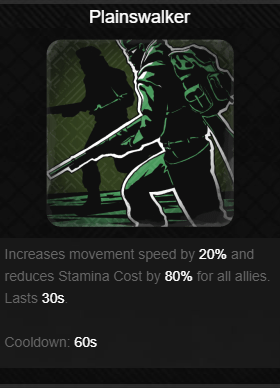 Plainswalker
Increases movement speed by 20% and
reduces Stamina Cost by 80% for all allies.
Lasts 30s.
Cooldown: 60s